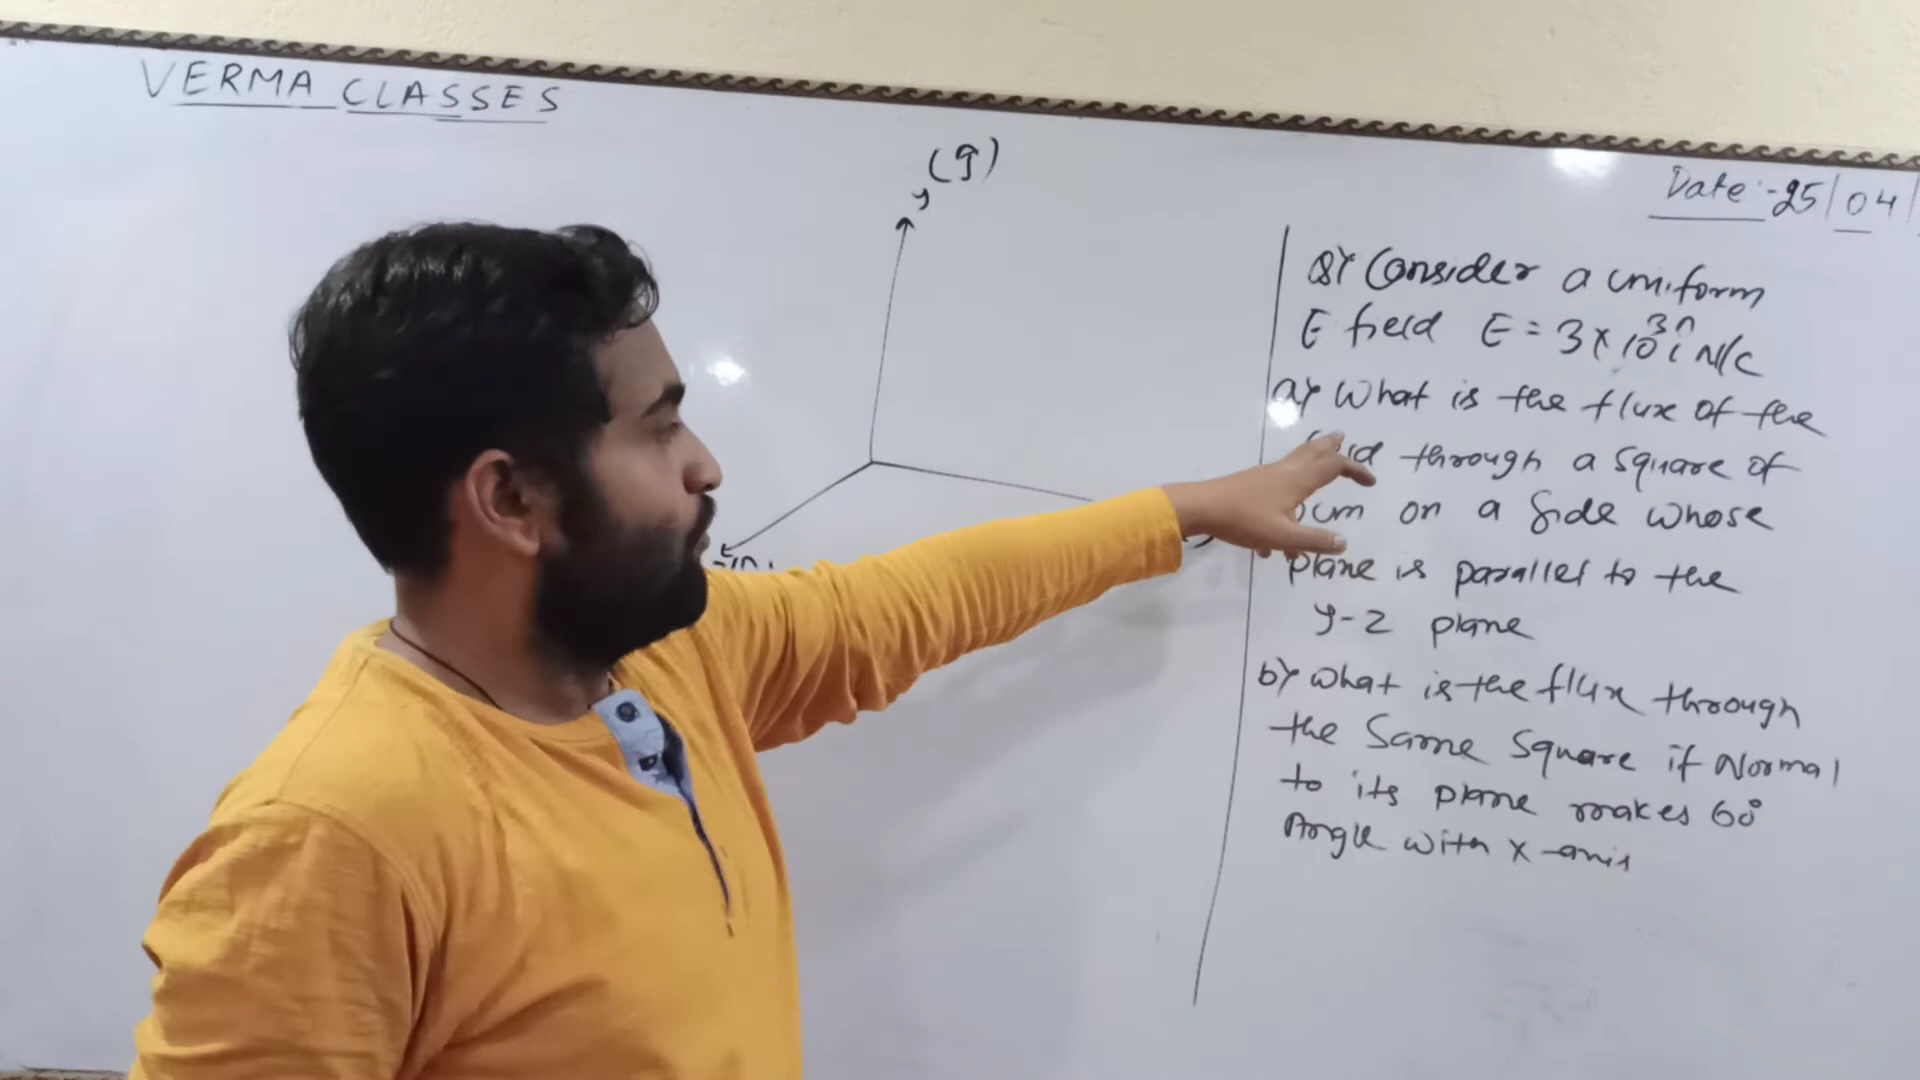 VERMA CLASSES
(ĵ)
y
Date :- 25/04/
Q) Consider a uniform
E field E = 3 x 10³ î N/C
a) What is the flux of the
through a square of
cm on a side whose
plane is parallel to the
y-z plane
b) what is the flux through
the same square if Normal
to its plane makes 60°
Angle with x-axis